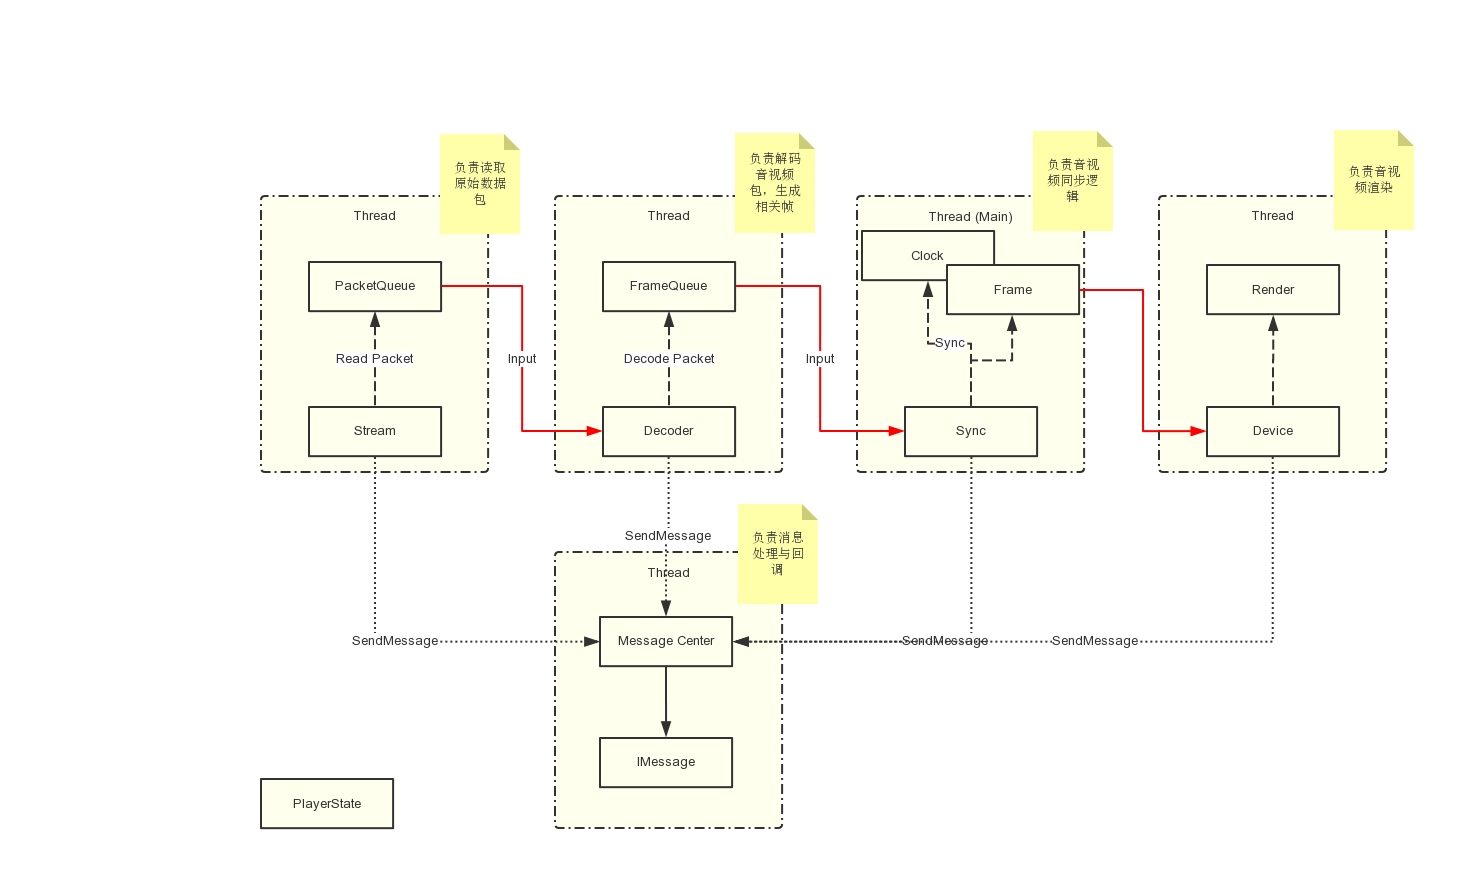 负责读取
原始数据
包
负责解码
音视频
包，生成
相关帧
负责音视
频同步逻
辑
负责音视
频渲染
Thread
Thread
Thread (Main)
Thread
Clock
PacketQueue
FrameQueue
Frame
Render
Read Packet
Input
Decode Packet
Input
Sync
Stream
Decoder
Sync
Device
SendMessage
负责消息
处理与回
调
Thread
SendMessage
Message Center
SendMessage
SendMessage
IMessage
PlayerState